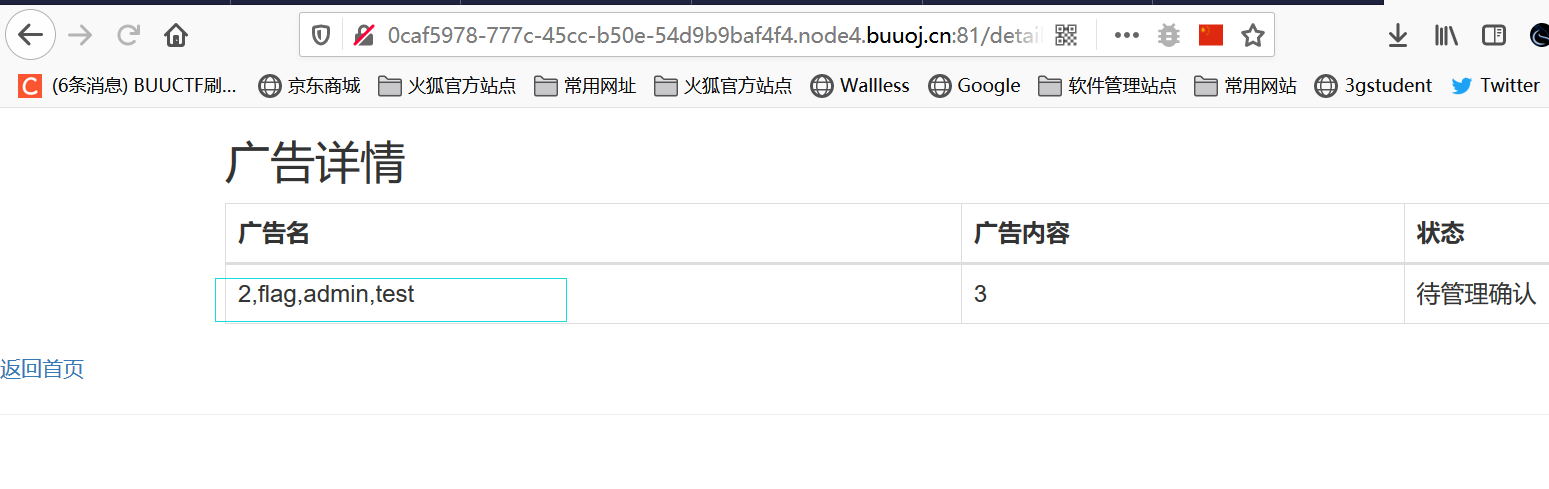 0caf5978-777c-45cc-b50e-54d9b9baf4f4.node4.buuoj.cn:81/detail
(6条消息) BUUCTF刷... 京东商城 火狐官方站点 常用网址 火狐官方站点 Wallless Google 软件管理站点 常用网站 3gstudent Twitter
广告详情
广告名 广告内容 状态
2,flag,admin,test 3 待管理确认
返回首页